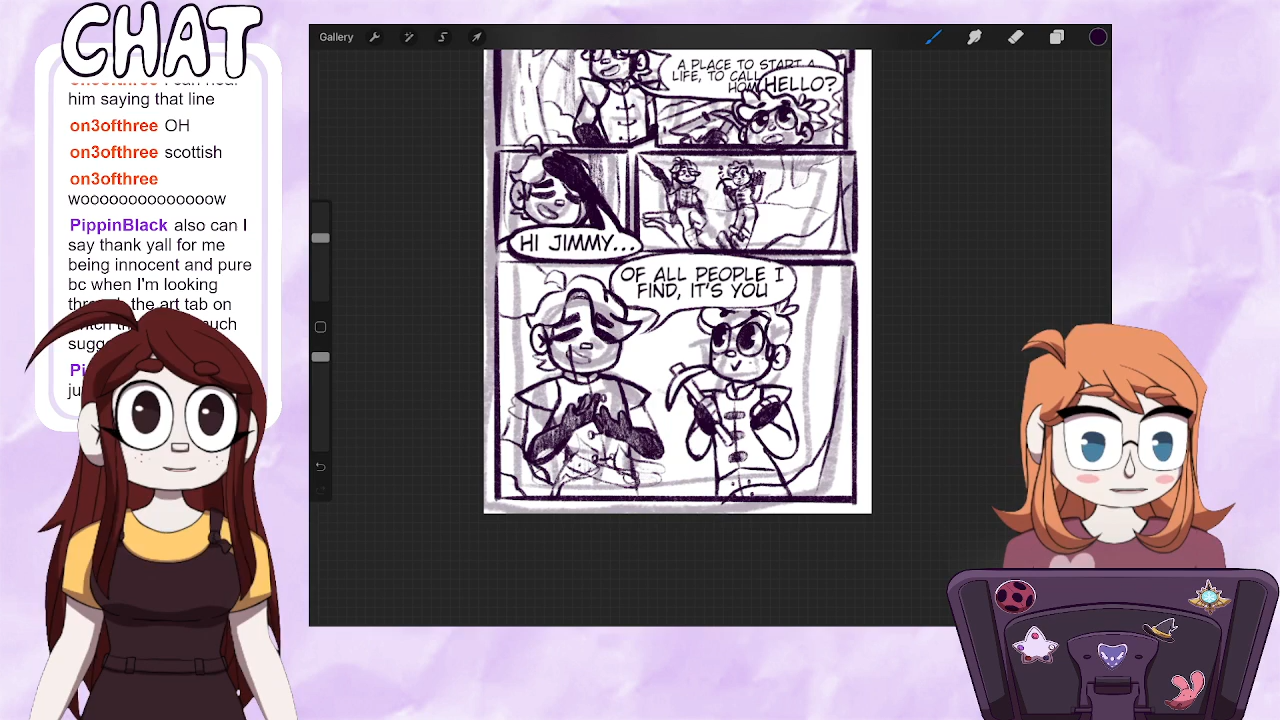 CHAT
him saying that line
on3ofthree OH
on3ofthree scottish
on3ofthree
woooooooooooooow
PippinBlack also can I
say thank yall for me
being innocent and pure
bc when I'm looking
the art tab on
uch
Gallery
A PLACE TO START A
LIFE, TO CALL
HELLO?
HI JIMMY...
OF ALL PEOPLE I
FIND, IT'S YOU